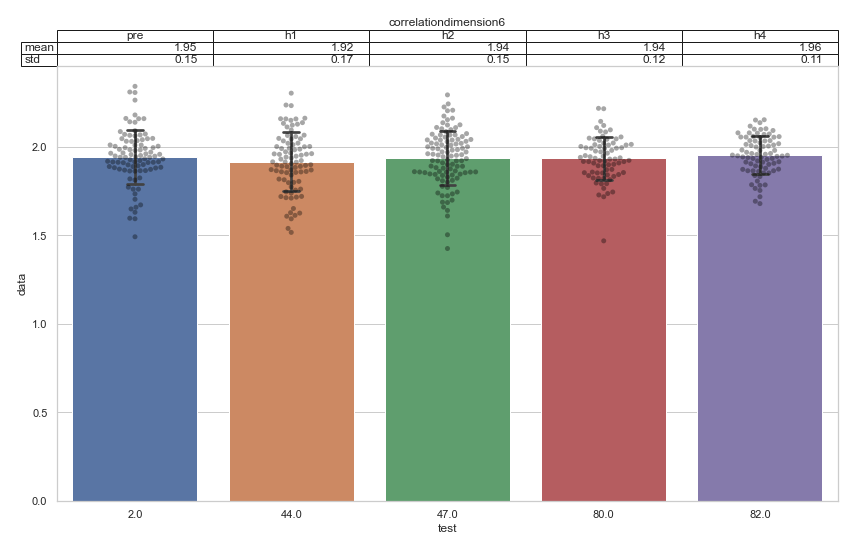 correlationdimension6
pre h1 h2 h3 h4
mean 1.95 1.92 1.94 1.94 1.96
std 0.15 0.17 0.15 0.12 0.11
2.0
1.5
1.0
0.5
0.0
data
2.0 44.0 47.0 80.0 82.0
test